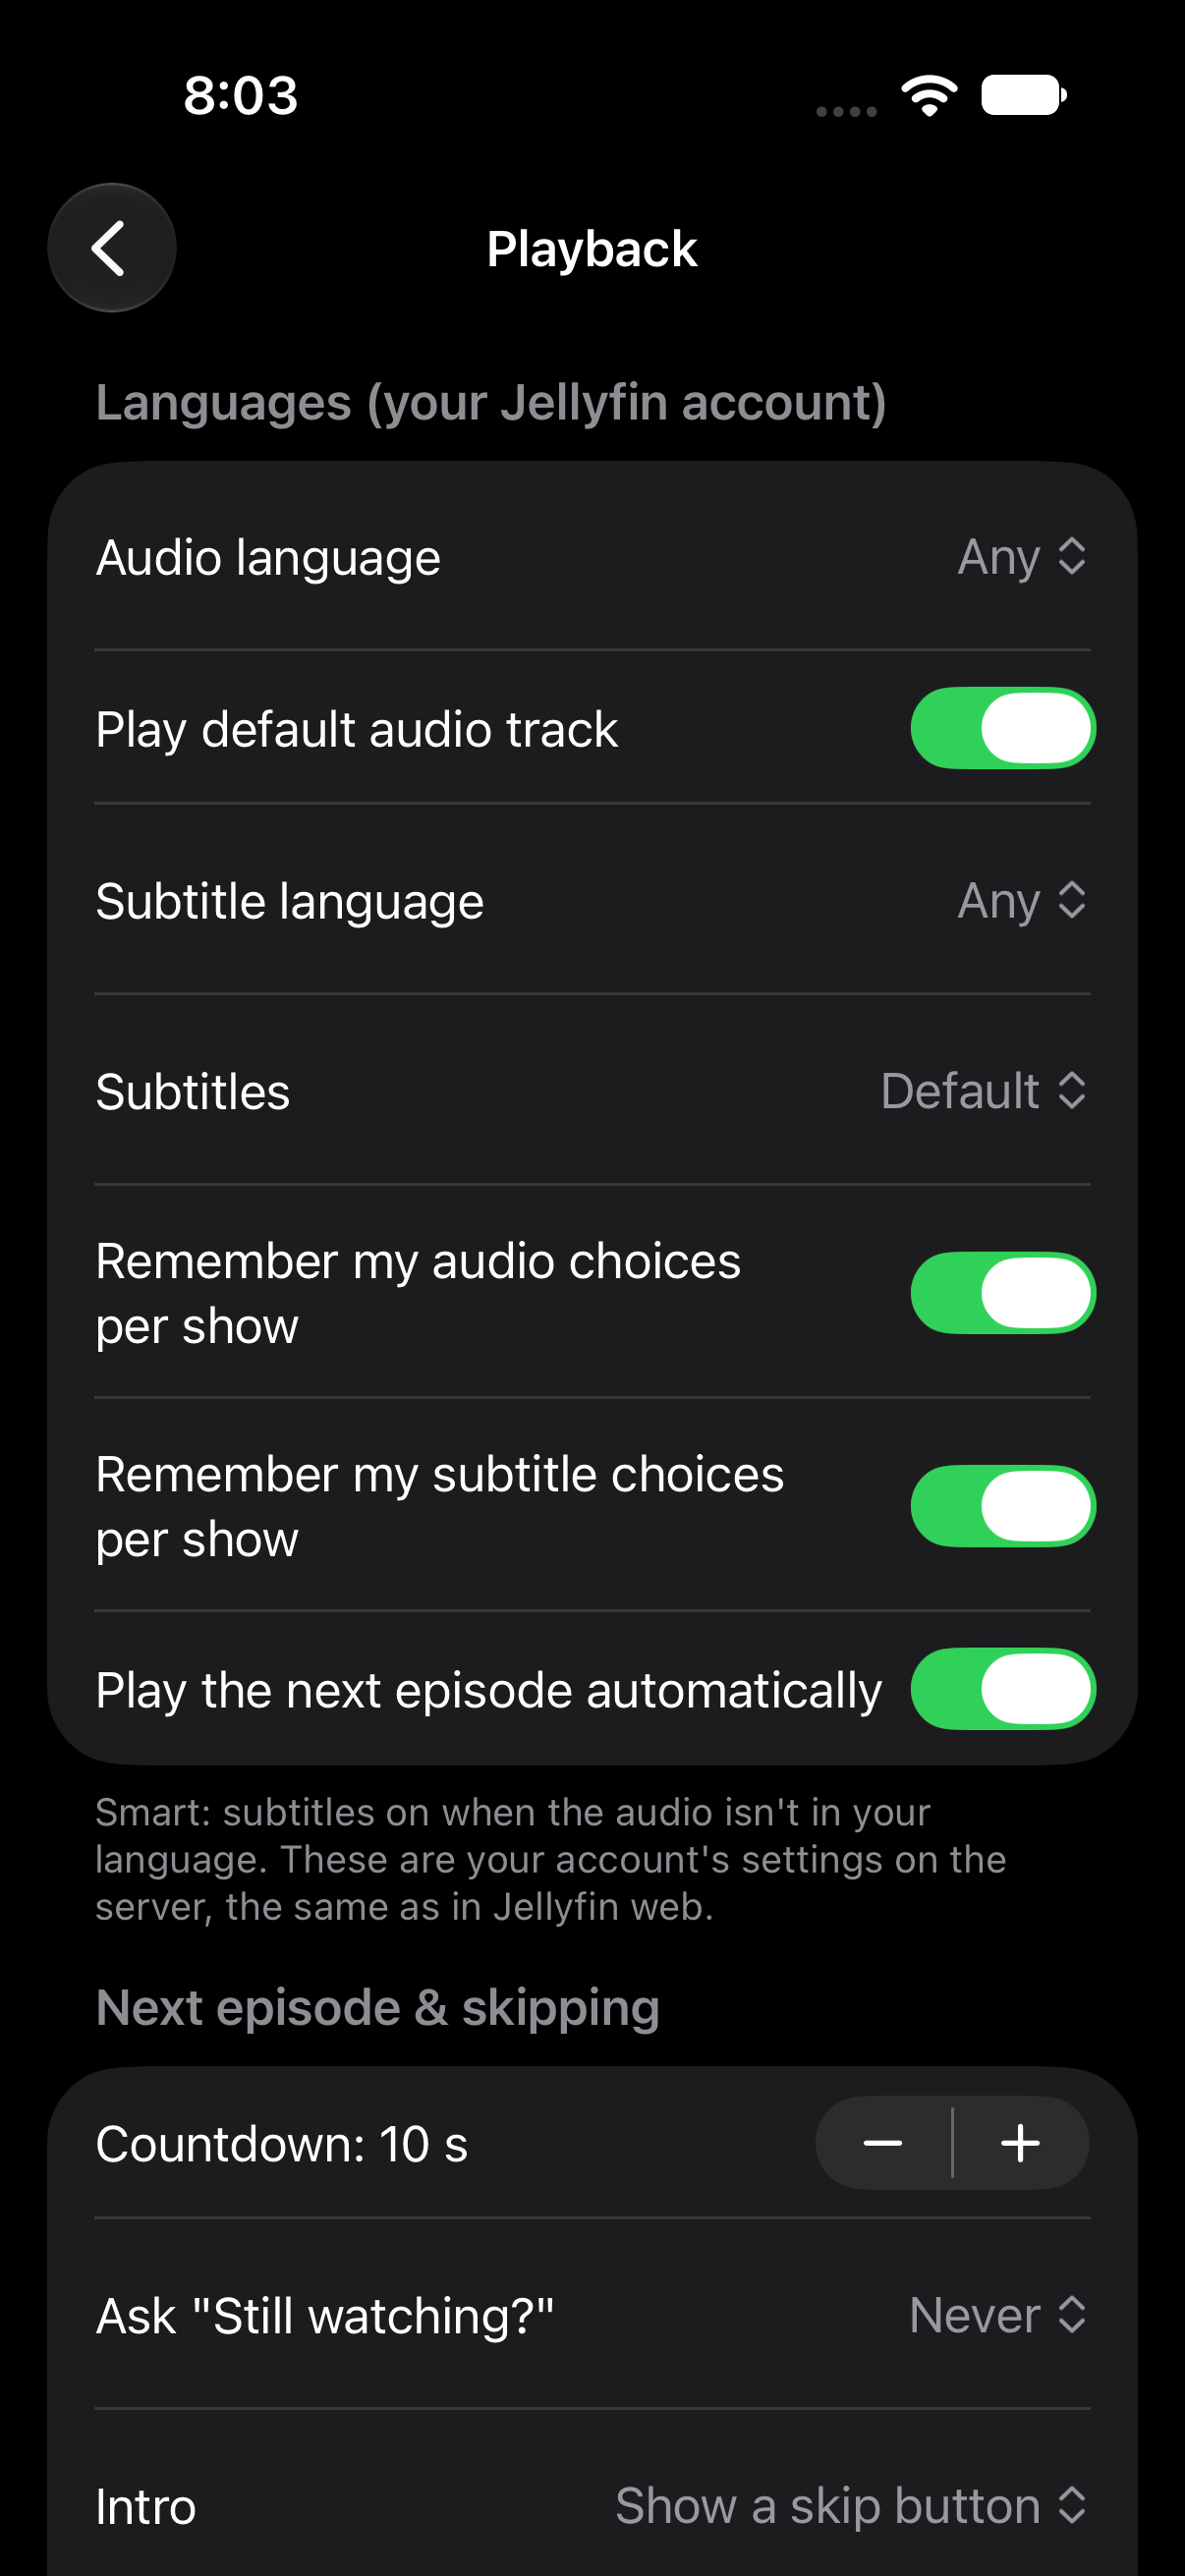 8:03
Playback
Languages (your Jellyfin account)
Audio language
Any
Play default audio track
Subtitle language
Any
Subtitles
Default
Remember my audio choices
per show
Remember my subtitle choices
per show
Play the next episode automatically
Smart: subtitles on when the audio isn't in your
language. These are your account's settings on the
server, the same as in Jellyfin web.
Next episode & skipping
Countdown: 10 s
Ask "Still watching?"
Never
Intro
Show a skip button